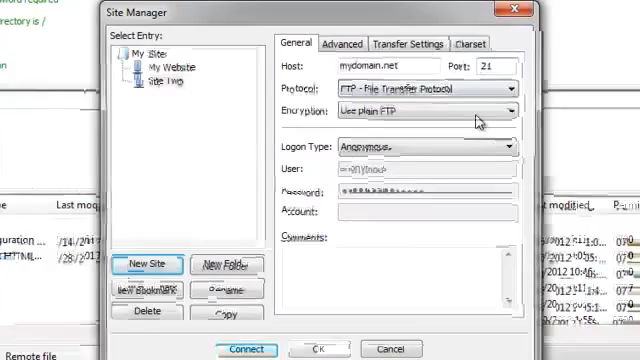 Site Manager
Select Entry:
My Sites
My Website
Site Two
New Site
New Folder
New Bookmark
Rename
Delete
Copy
General
Advanced
Transfer Settings
Charset
Host: mydomain.net Port: 21
Protocol: FTP - File Transfer Protocol
Encryption: Use plain FTP
Logon Type: Anonymous
User: anonymous
Password:
Account:
Comments:
Connect
OK
Cancel
directory is /
Last modified
Remote file